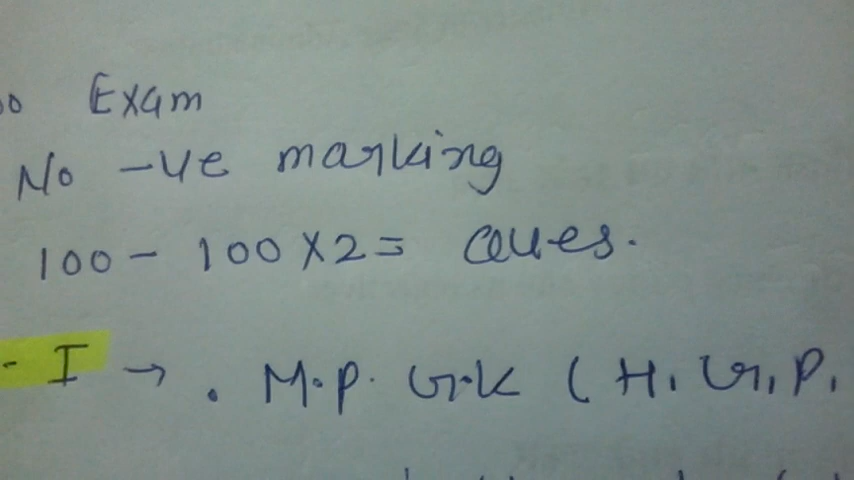 Exam
No -ve marking
100 - 100 X 2 = Ques.
- I → . M.P. G.K ( H. G. P.